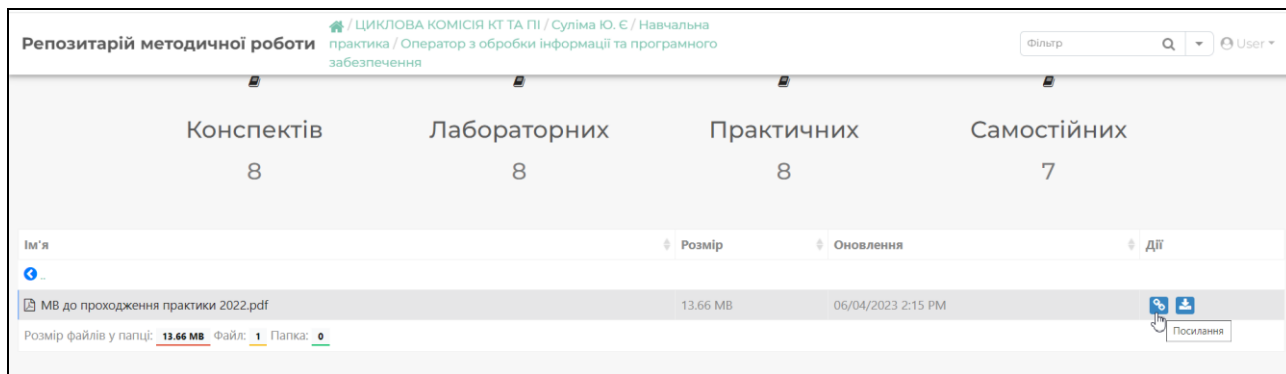 Репозитарій методичної роботи
/ ЦИКЛОВА КОМІСІЯ КТ ТА ПІ / Суліма Ю. Є / Навчальна
практика / Оператор з обробки інформації та програмного
забезпечення
Фільтр
User
Конспектів
Лабораторних
Практичних
Самостійних
8
8
8
7
Ім'я
Розмір
Оновлення
Дії
..
МВ до проходження практики 2022.pdf
13.66 MB
06/04/2023 2:15 PM
Розмір файлів у папці: 13.66 MB Файл: 1 Папка: 0
Посилання